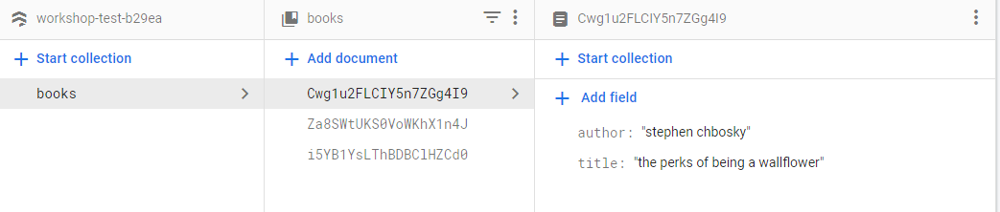 workshop-test-b29ea
books
Cwg1u2FLCIY5n7ZGg4I9
Start collection
Add document
Start collection
books
Cwg1u2FLCIY5n7ZGg4I9
Za8SWtUKS0VoWKhX1n4J
i5YB1YsLThBDBClHZCd0
Add field
author: "stephen chbosky"
title: "the perks of being a wallflower"